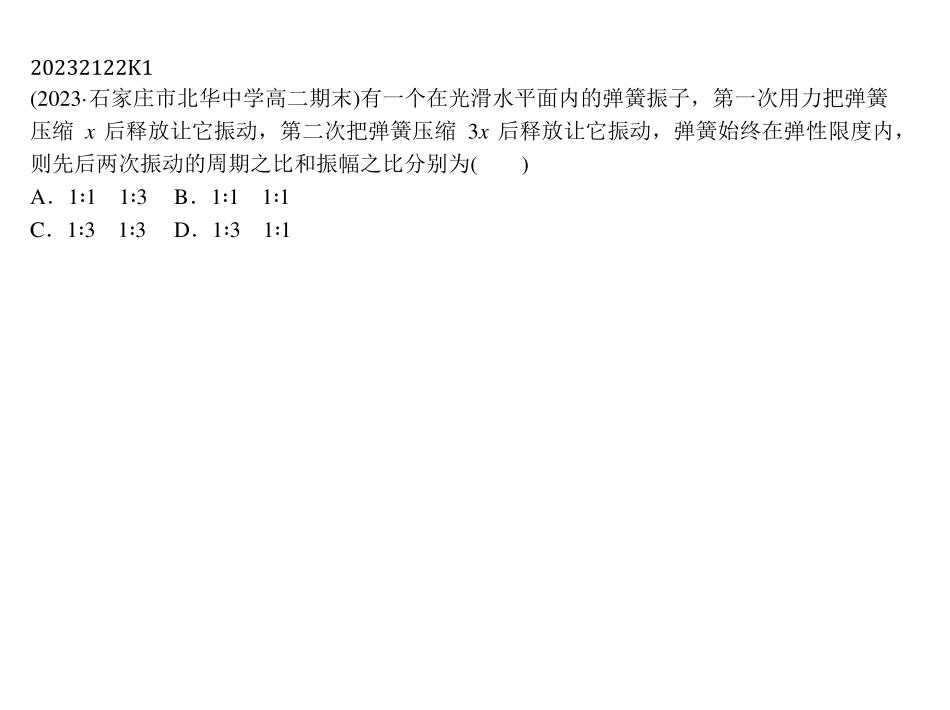 20232122K1
(2023·石家庄市北华中学高二期末)有一个在光滑水平面内的弹簧振子，第一次用力把弹簧
压缩 x 后释放让它振动，第二次把弹簧压缩 3x 后释放让它振动，弹簧始终在弹性限度内，
则先后两次振动的周期之比和振幅之比分别为(　　)
A．1∶1　1∶3　B．1∶1　1∶1
C．1∶3　1∶3　D．1∶3　1∶1